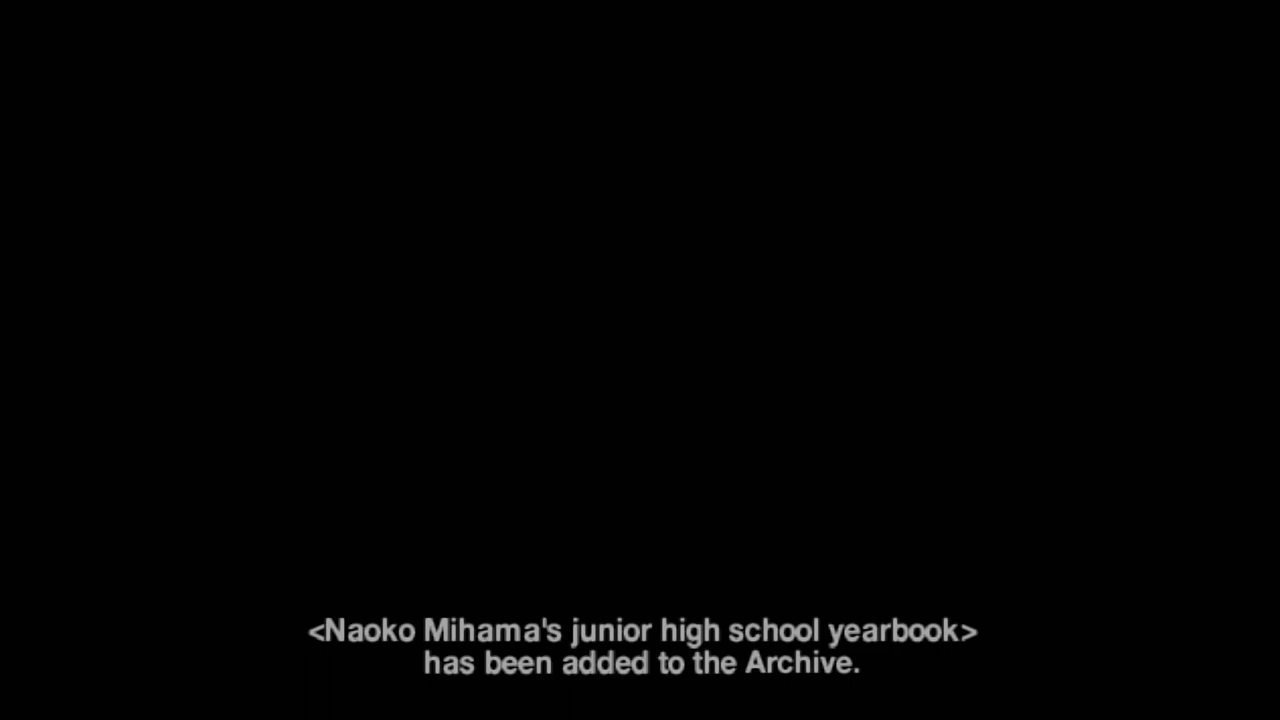 <Naoko Mihama's junior high school yearbook>
has been added to the Archive.